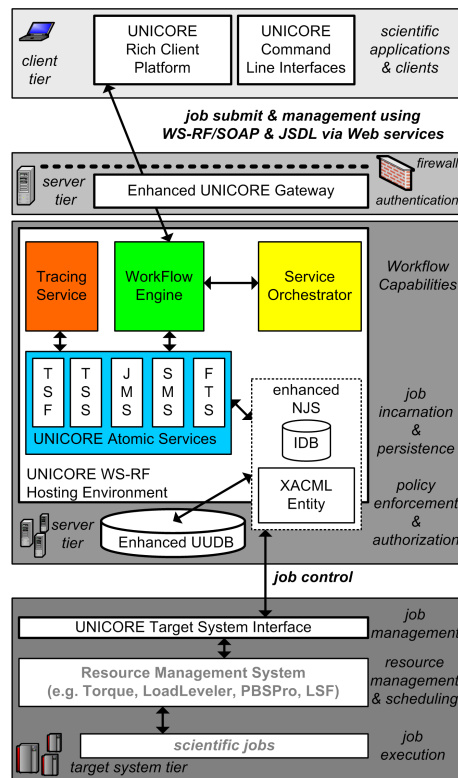 client
tier
UNICORE
Rich Client
Platform
UNICORE
Command
Line Interfaces
scientific
applications
& clients
job submit & management using
WS-RF/SOAP & JSDL via Web services
server
tier
Enhanced UNICORE Gateway
firewall
authentication
Tracing
Service
WorkFlow
Engine
Service
Orchestrator
Workflow
Capabilities
T
S
F
T
S
S
J
M
S
S
M
S
F
T
S
UNICORE Atomic Services
enhanced
NJS
IDB
job
incarnation
&
persistence
UNICORE WS-RF
Hosting Environment
XACML
Entity
policy
enforcement
&
authorization
server
tier
Enhanced UUDB
job control
UNICORE Target System Interface
job
management
Resource Management System
(e.g. Torque, LoadLeveler, PBSPro, LSF)
resource
management
& scheduling
scientific jobs
job
execution
target system tier